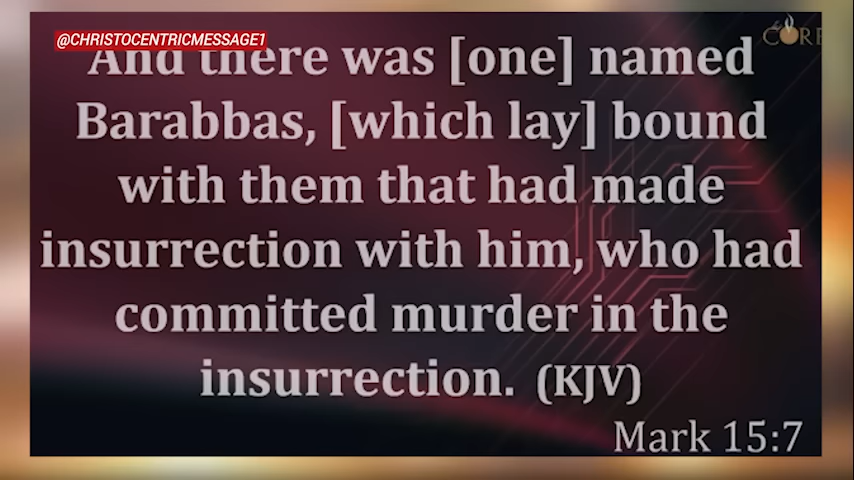 @CHRISTOCENTRICMESSAGE1
And there was [one] named
Barabbas, [which lay] bound
with them that had made
insurrection with him, who had
committed murder in the
insurrection. (KJV)
Mark 15:7